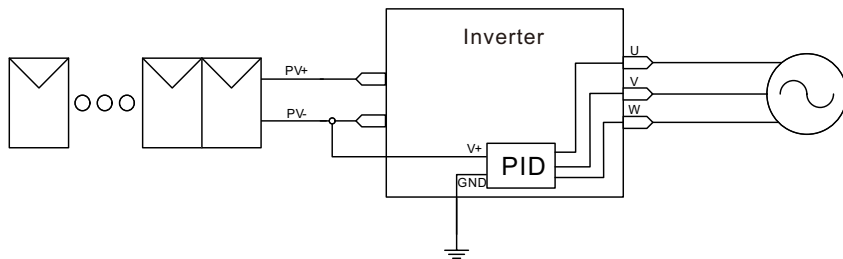 Inverter
PV+
PV-
U
V
W
V+
GND
PID